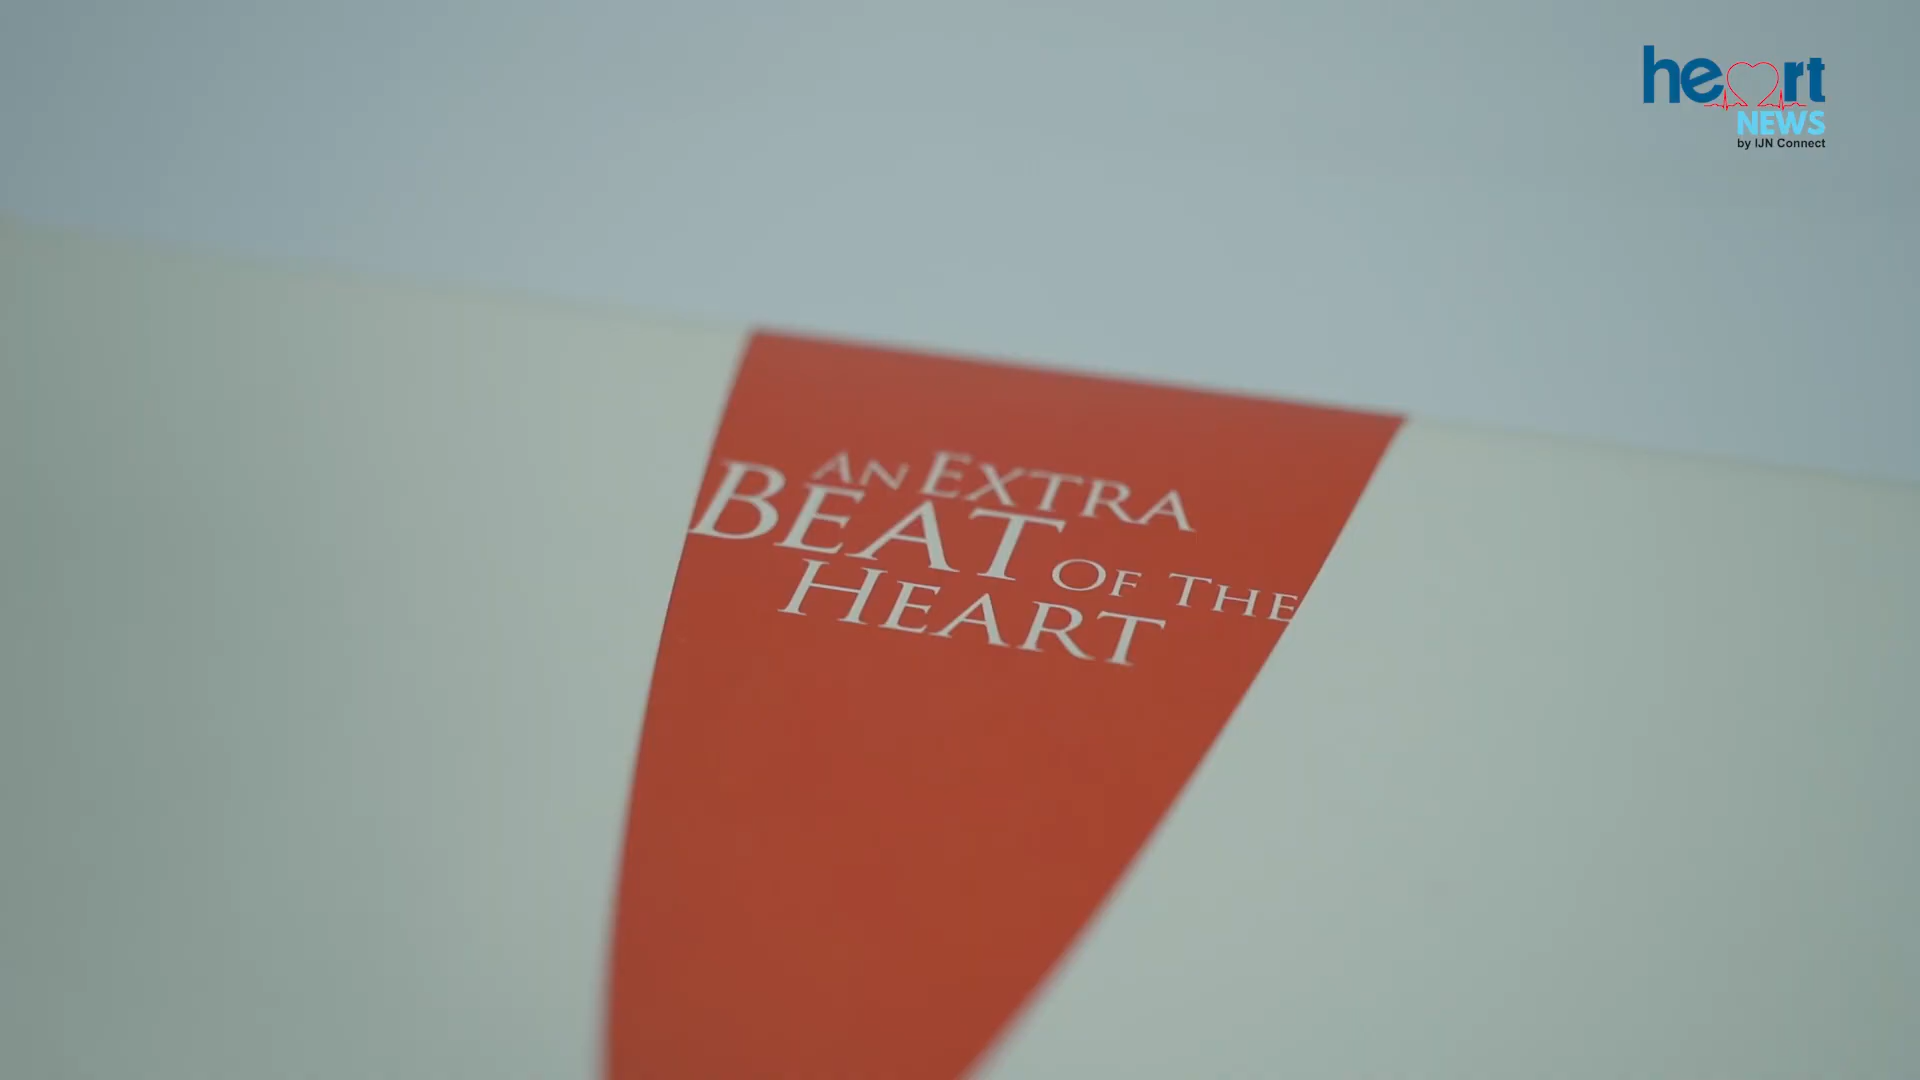 AN EXTRA
BEAT OF THE
HEART
heart
NEWS
by IJN Connect